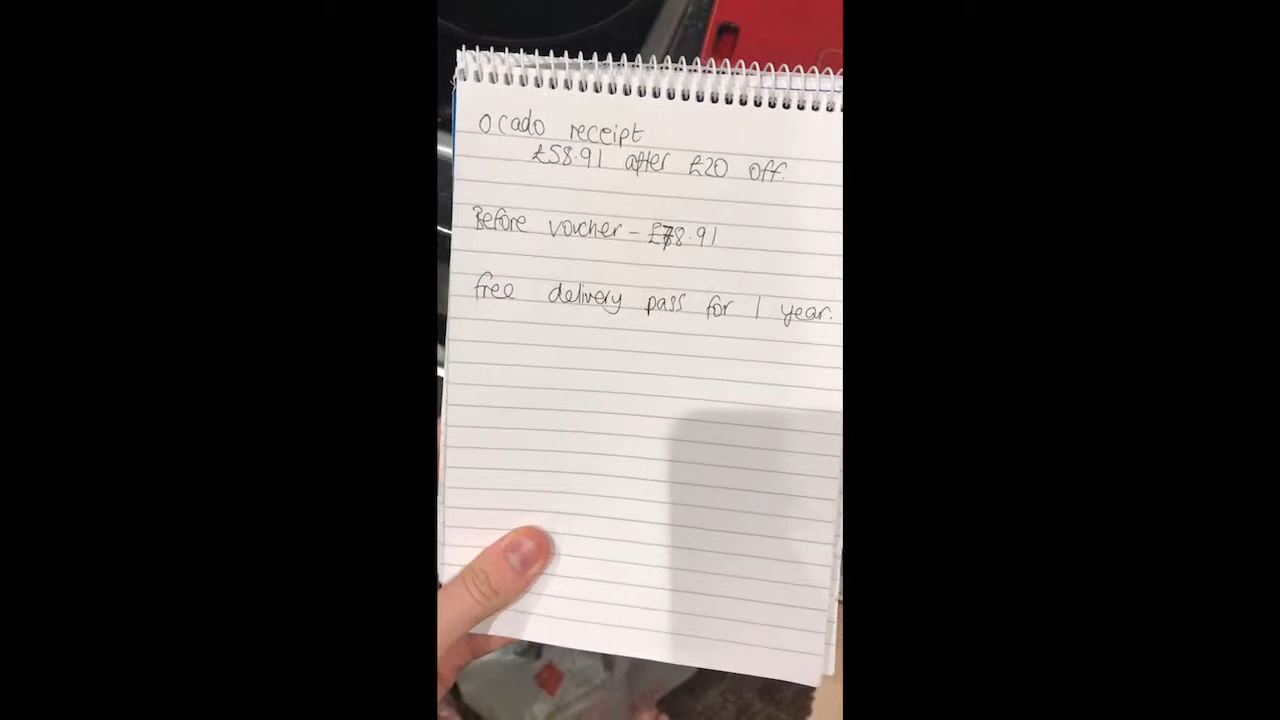 ocado receipt
£58.91 after £20 off.
Before voucher - £78.91
free delivery pass for 1 year.